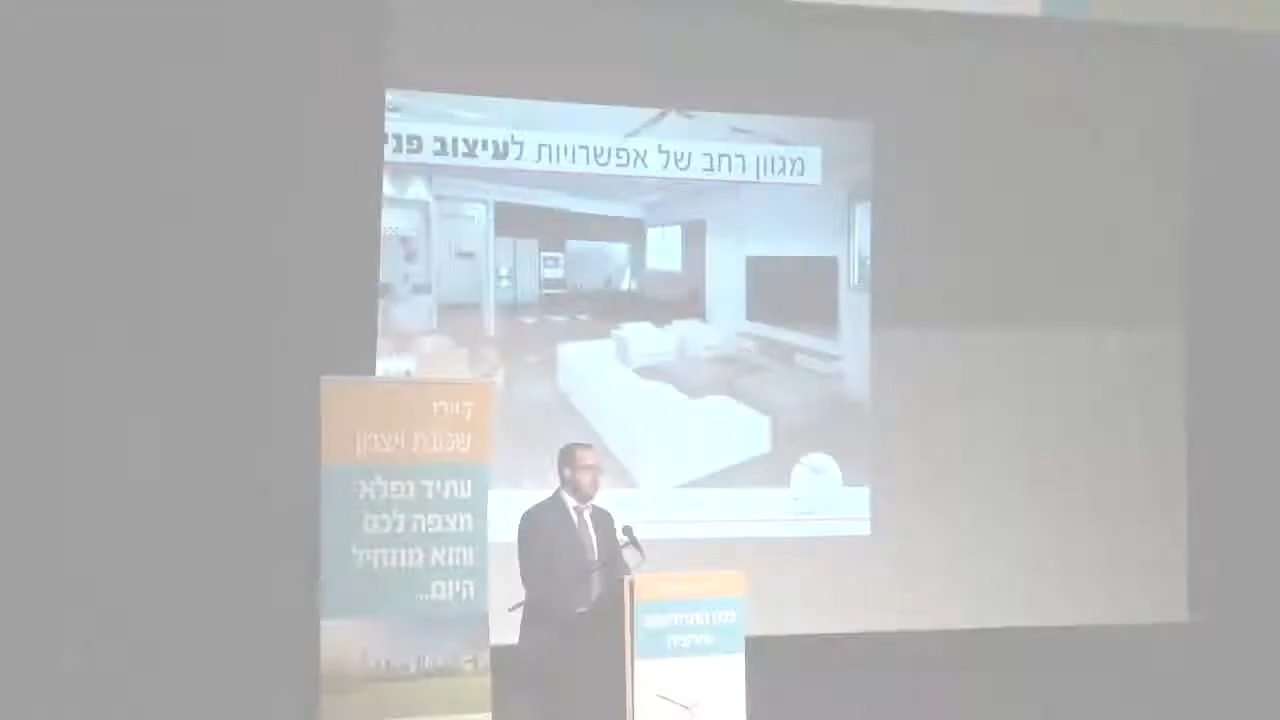 מגוון רחב של אפשרויות לעיצוב פני
דיירי
שכונת ויצמן
עתיד נפלא
מצפה לכם
והוא מתחיל
היום...